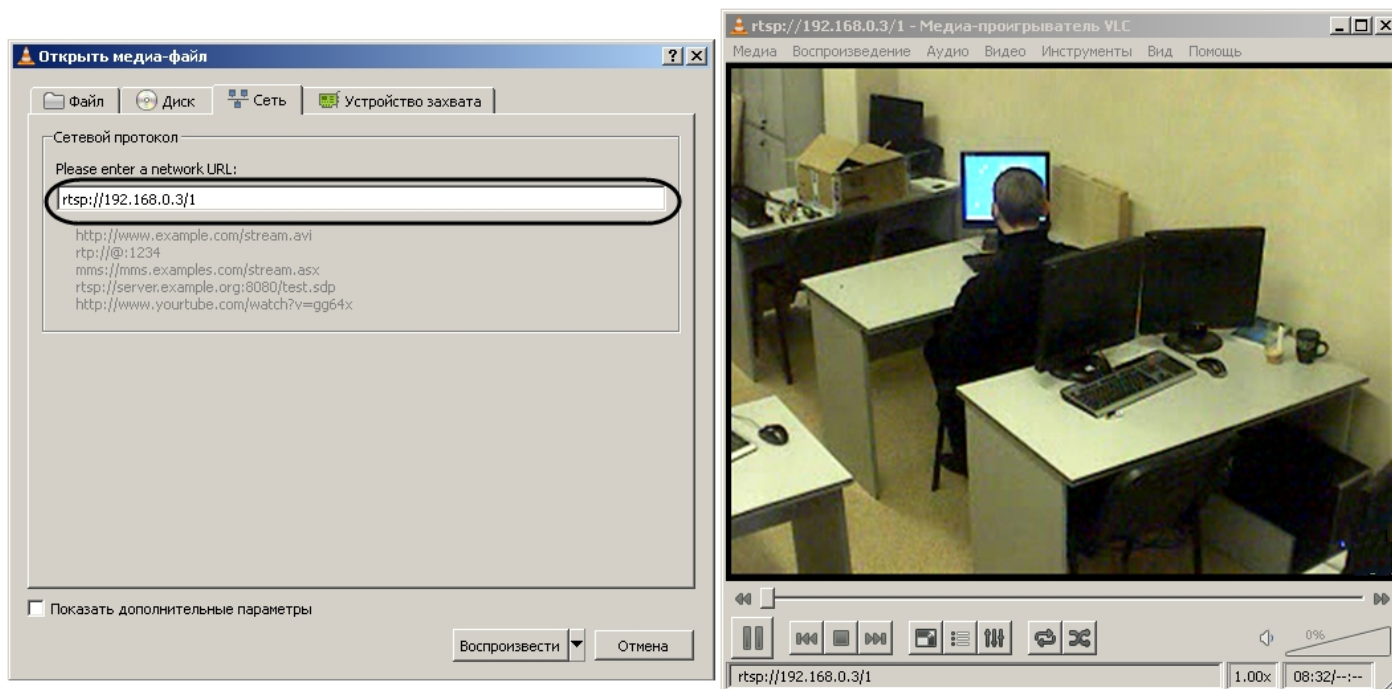 Открыть медиа-файл
Файл
Диск
Сеть
Устройство захвата
Сетевой протокол
Please enter a network URL:
rtsp://192.168.0.3/1
http://www.example.com/stream.avi
rtp://@:1234
mms://mms.examples.com/stream.asx
rtsp://server.example.org:8080/test.sdp
http://www.yourtube.com/watch?v=gg64x
Показать дополнительные параметры
Воспроизвести
Отмена
rtsp://192.168.0.3/1 - Медиа-проигрыватель VLC
Медиа Воспроизведение Аудио Видео Инструменты Вид Помощь
0%
rtsp://192.168.0.3/1
1.00x
08:32/--:--